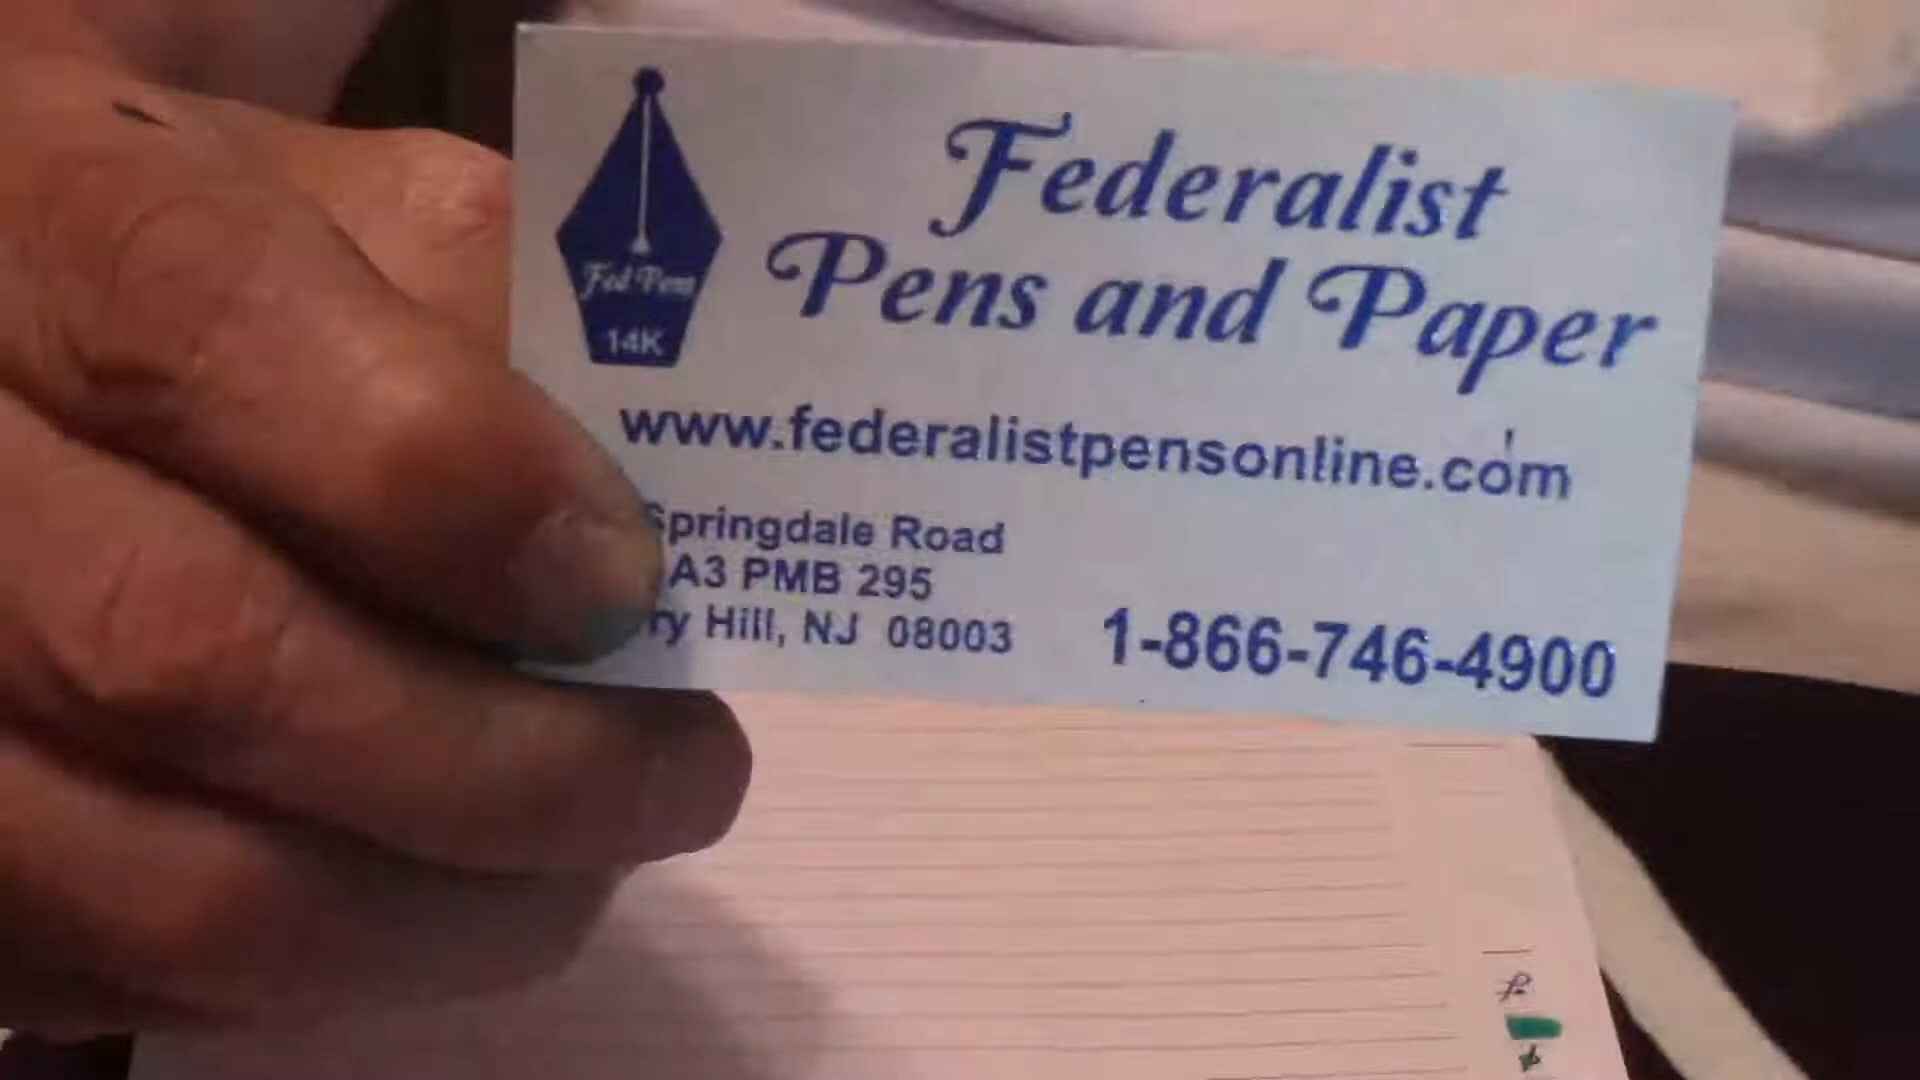 Federalist
Pens and Paper
Fed Pens
14K
www.federalistpensonline.com
Springdale Road
A3 PMB 295
ry Hill, NJ 08003
1-866-746-4900